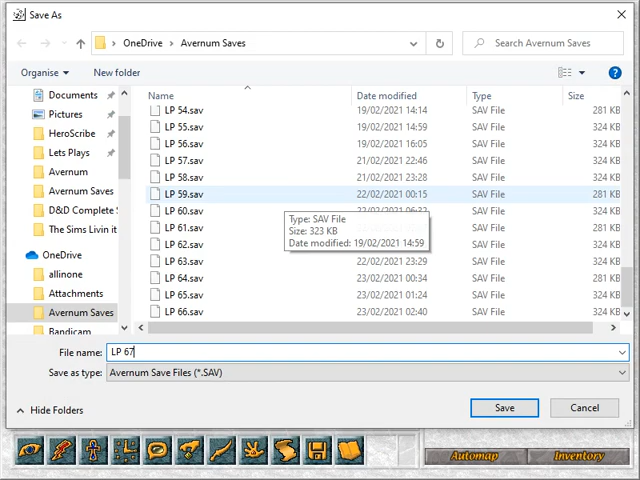 Save As
OneDrive > Avernum Saves
Search Avernum Saves
Organise
New folder
Name
Date modified
Type
Size
Documents
Pictures
HeroScribe
Lets Plays
Avernum
Avernum Saves
D&D Complete S
The Sims Livin it
OneDrive
allinone
Attachments
Avernum Saves
Bandicam
LP 54.sav 19/02/2021 14:14 SAV File 281 KB
LP 55.sav 19/02/2021 14:59 SAV File 324 KB
LP 56.sav 19/02/2021 16:05 SAV File 324 KB
LP 57.sav 21/02/2021 22:46 SAV File 324 KB
LP 58.sav 21/02/2021 23:28 SAV File 324 KB
LP 59.sav 22/02/2021 00:15 SAV File 281 KB
LP 60.sav SAV File 324 KB
LP 61.sav SAV File 281 KB
LP 62.sav SAV File 324 KB
LP 63.sav 22/02/2021 23:29 SAV File 281 KB
LP 64.sav 23/02/2021 00:34 SAV File 281 KB
LP 65.sav 23/02/2021 01:24 SAV File 324 KB
LP 66.sav 23/02/2021 02:40 SAV File 324 KB
Type: SAV File
Size: 323 KB
Date modified: 19/02/2021 14:59
File name: LP 67
Save as type: Avernum Save Files (*.SAV)
Hide Folders
Save
Cancel
Automap
Inventory